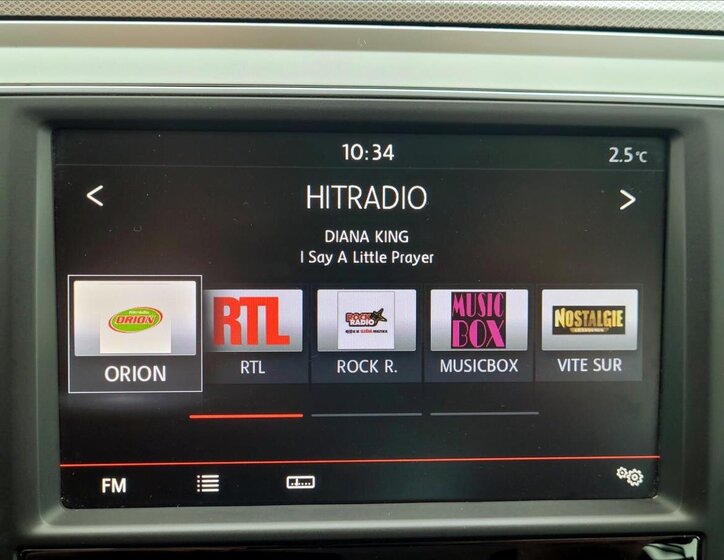 10:34
2.5°C
<
HITRADIO
>
DIANA KING
I Say A Little Prayer
ORION
RTL
ROCK
RADIO
MUSIC
BOX
NOSTALGIE
ORION
RTL
ROCK R.
MUSICBOX
VITE SUR
FM